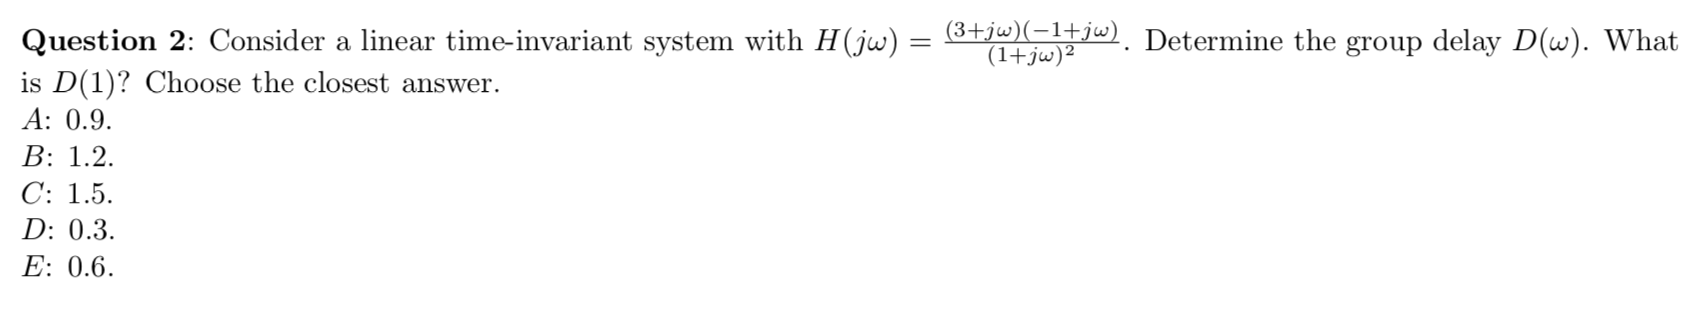 Question 2: Consider a linear time-invariant system with H(jω) = \frac{(3+jω)(−1+jω)}{(1+jω)^2}. Determine the group delay D(ω). What
is D(1)? Choose the closest answer.
A: 0.9.
B: 1.2.
C: 1.5.
D: 0.3.
E: 0.6.